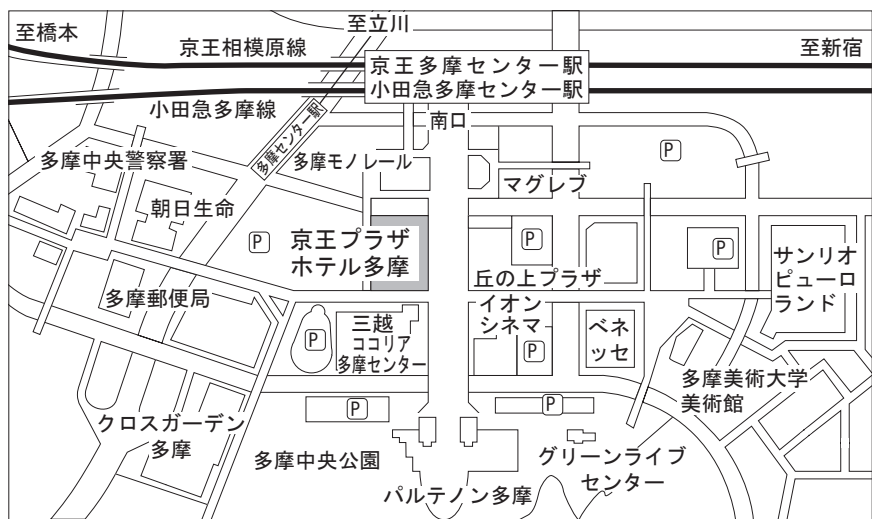 至橋本
至立川
京王相模原線
至新宿
京王多摩センター駅
小田急多摩センター駅
小田急多摩線
南口
多摩センター駅
多摩中央警察署
多摩モノレール
P
マグレブ
朝日生命
P
京王プラザ
ホテル多摩
P
P
丘の上プラザ
サンリオ
ピューロ
ランド
多摩郵便局
イオン
シネマ
P
三越
ココリア
多摩センター
P
ベネ
ッセ
多摩美術大学
美術館
P
P
クロスガーデン
多摩
多摩中央公園
グリーンライブ
センター
パルテノン多摩